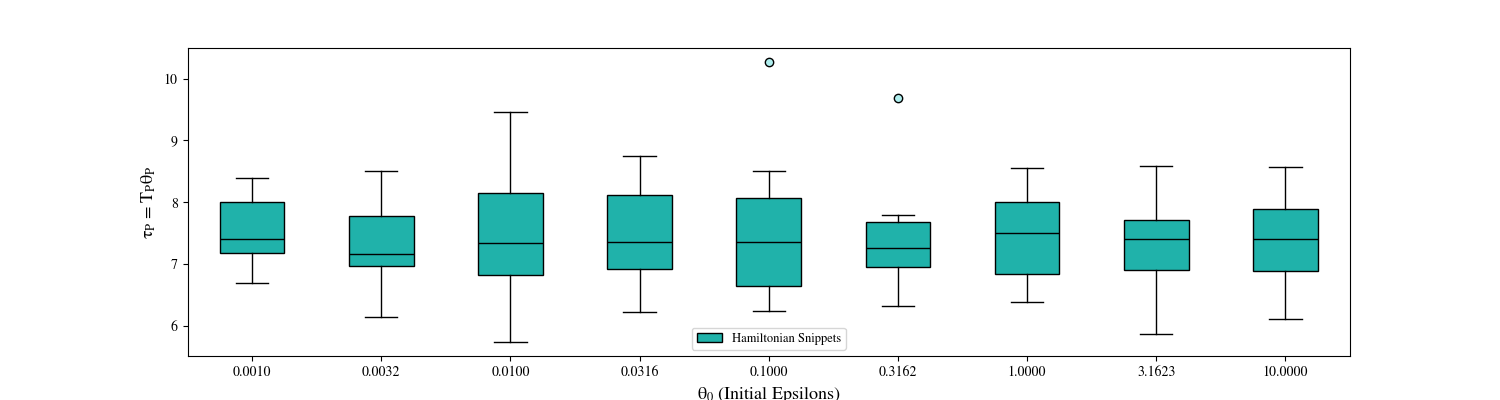 10
9
8
7
6
τP = TPθP
Hamiltonian Snippets
0.0010 0.0032 0.0100 0.0316 0.1000 0.3162 1.0000 3.1623 10.0000
θ0 (Initial Epsilons)